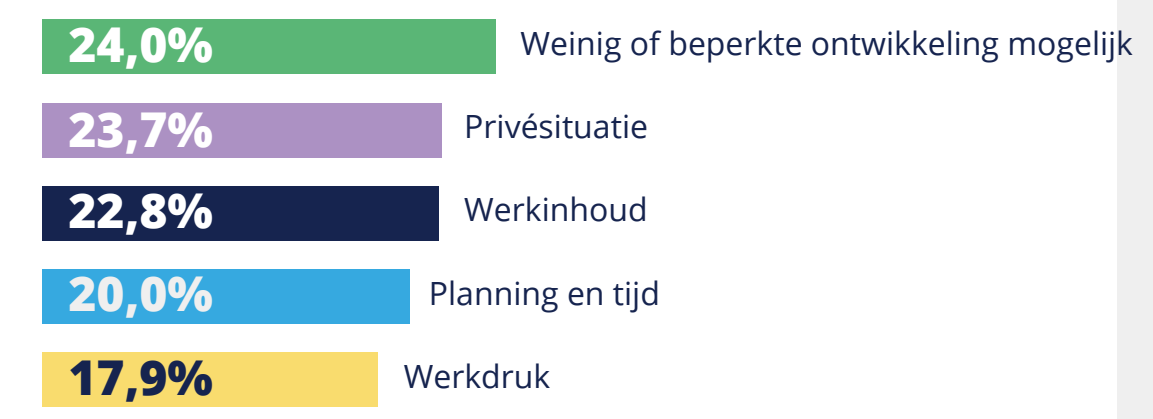 24,0% Weinig of beperkte ontwikkeling mogelijk
23,7% Privésituatie
22,8% Werkinhoud
20,0% Planning en tijd
17,9% Werkdruk